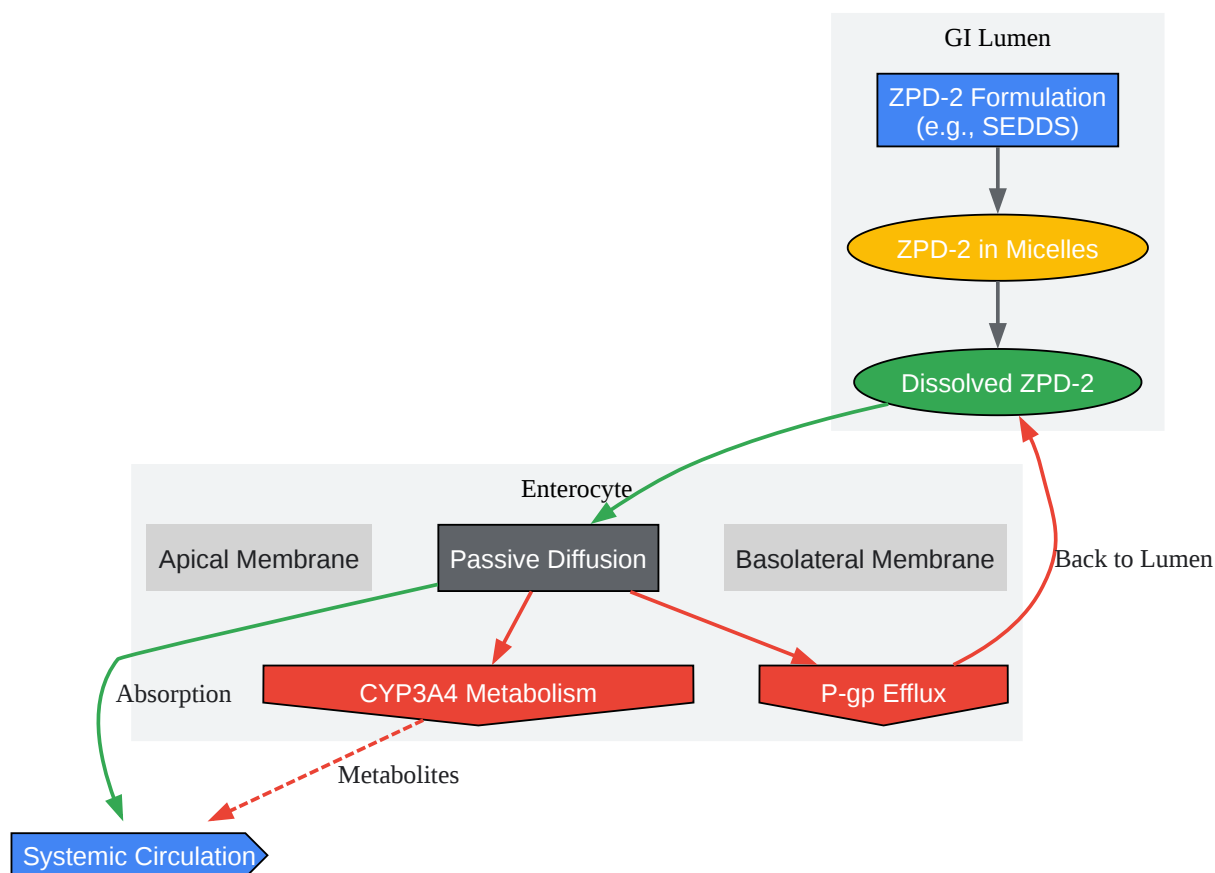 GI Lumen
ZPD-2 Formulation
(e.g., SEDDS)
ZPD-2 in Micelles
Dissolved ZPD-2
Enterocyte
Apical Membrane
Passive Diffusion
Basolateral Membrane
Back to Lumen
Absorption
CYP3A4 Metabolism
P-gp Efflux
Metabolites
Systemic Circulation